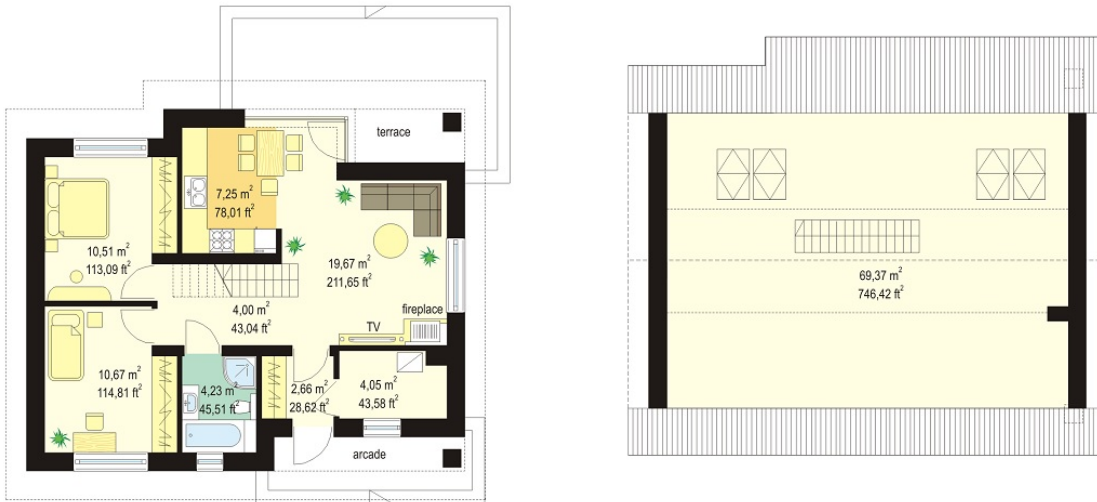 terrace
7,25 m²
78,01 ft²
10,51 m²
113,09 ft²
19,67 m²
211,65 ft²
4,00 m²
43,04 ft²
fireplace
TV
10,67 m²
114,81 ft²
4,23 m²
45,51 ft²
2,66 m²
28,62 ft²
4,05 m²
43,58 ft²
arcade
69,37 m²
746,42 ft²